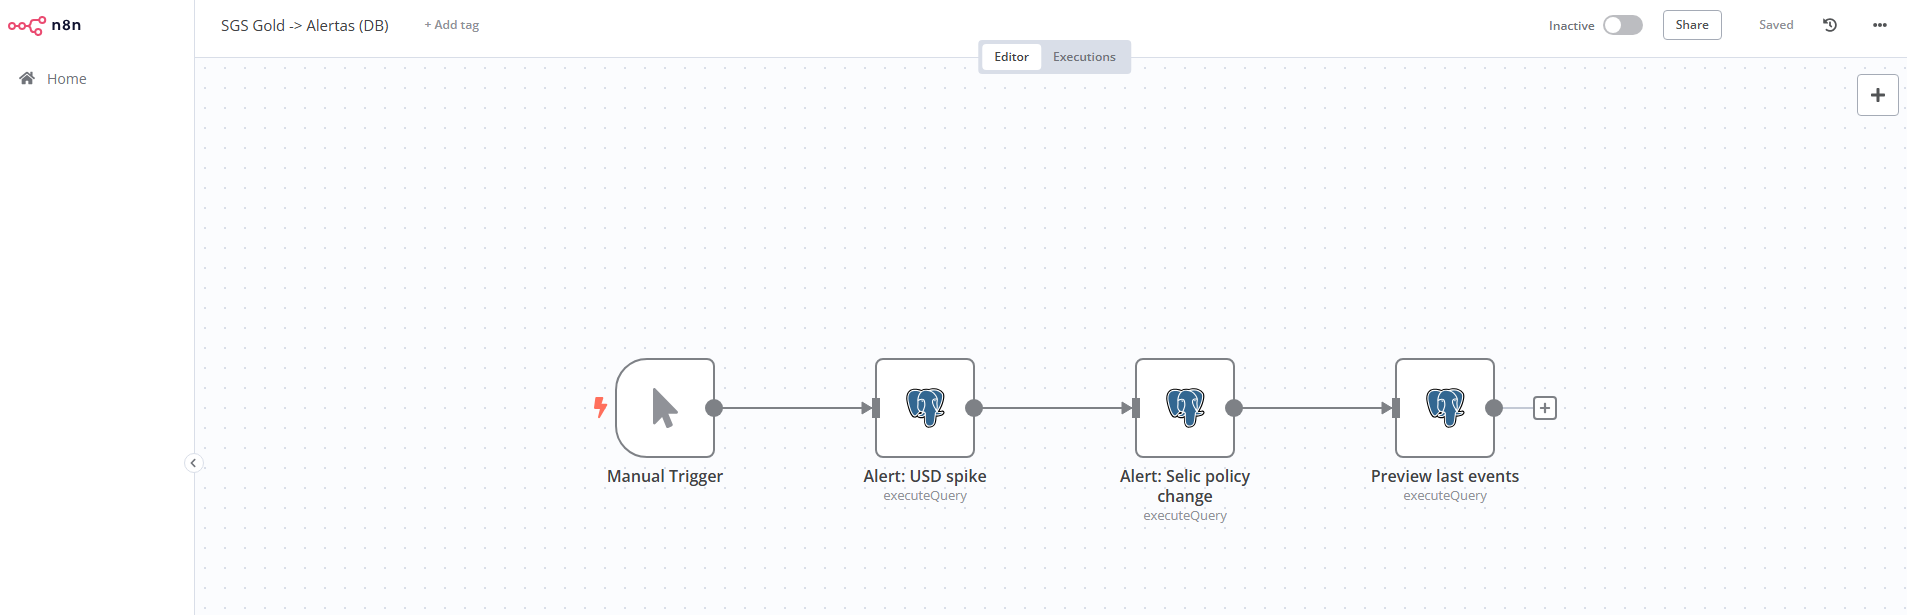 n8n
SGS Gold -> Alertas (DB)
+ Add tag
Inactive
Share
Saved
Editor
Executions
Home
Manual Trigger
Alert: USD spike
executeQuery
Alert: Selic policy
change
executeQuery
Preview last events
executeQuery